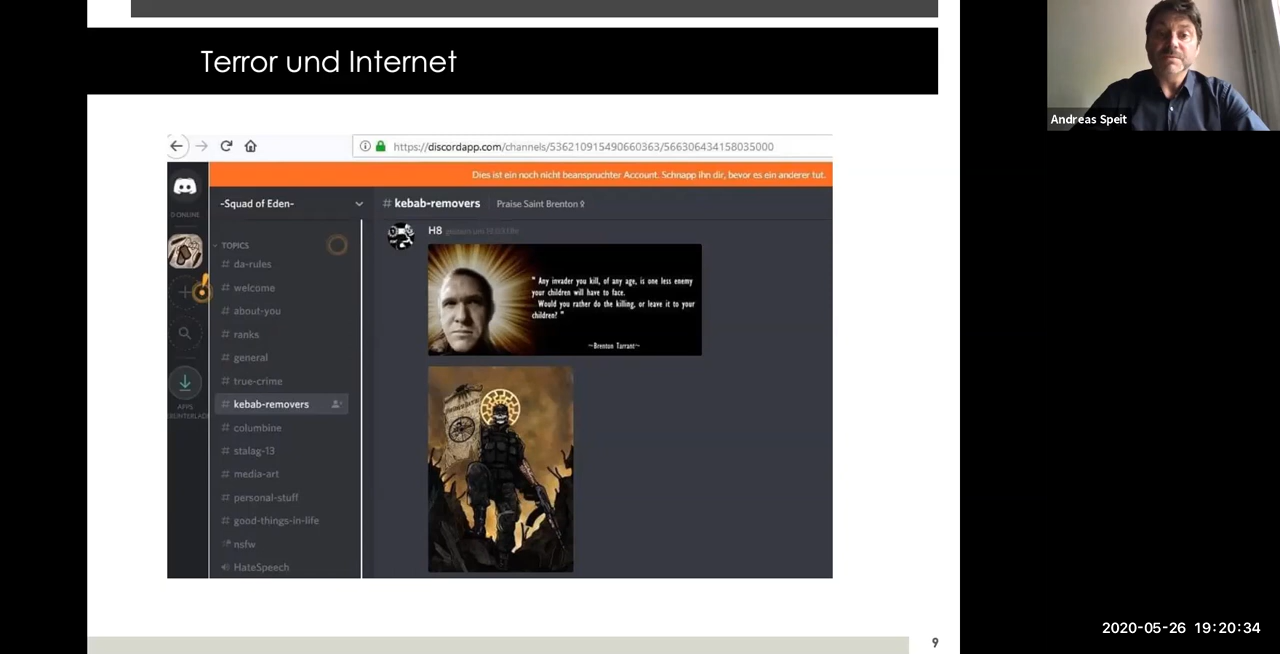 Terror und Internet
Andreas Speit
https://discordapp.com/channels/536210915490660363/566306434158035000
Dies ist ein noch nicht beanspruchter Account. Schnapp ihn dir, bevor es ein anderer tut.
-Squad of Eden-
# kebab-removers Praise Saint Brenton
0 ONLINE
H8
TOPICS
# da-rules
# welcome
# about-you
# ranks
# general
# true-crime
# kebab-removers
# columbine
# stalag-13
# media-art
# personal-stuff
# good-things-in-life
nsfw
HateSpeech
APPS
" Any invader you kill, of any age, is one less enemy
your children will have to face.
Would you rather do the killing, or leave it to your
children? "
~Brenton Tarrant~
2020-05-26 19:20:34
9